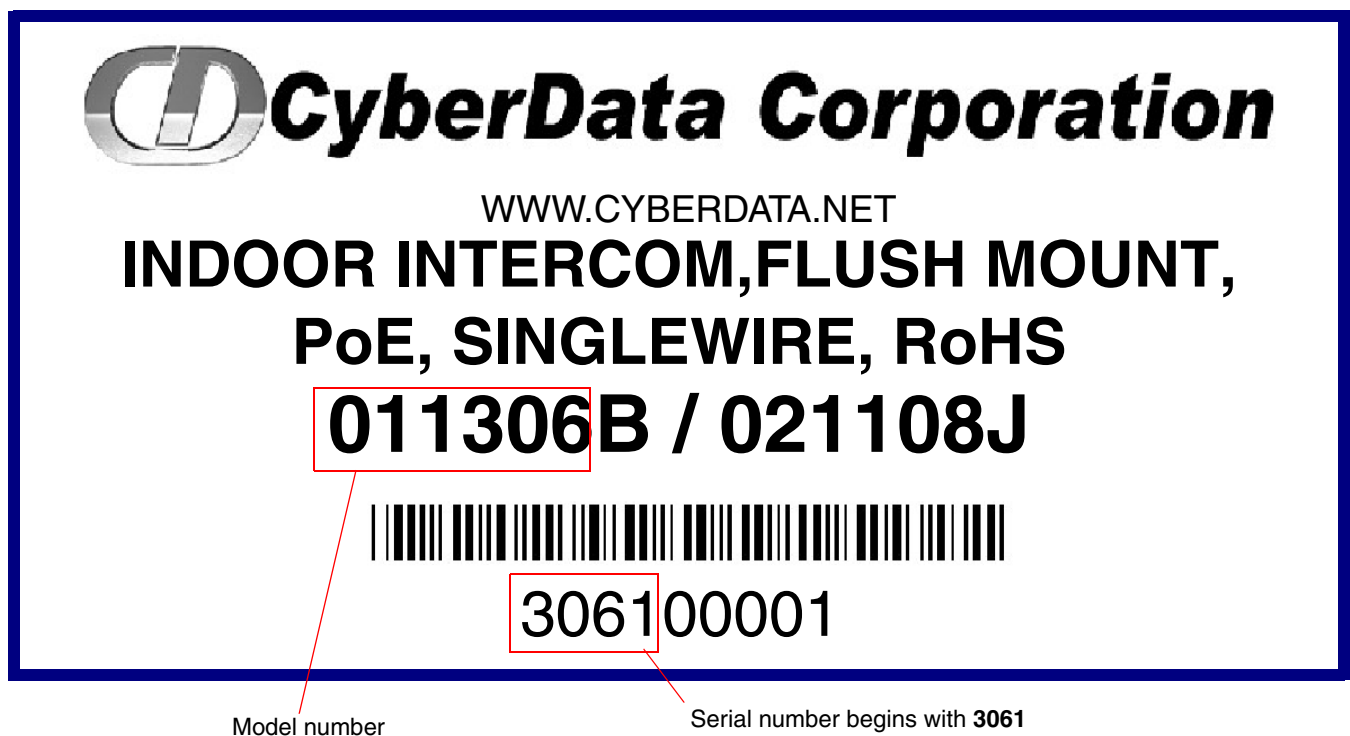 CyberData Corporation
WWW.CYBERDATA.NET
INDOOR INTERCOM,FLUSH MOUNT,
PoE, SINGLEWIRE, RoHS
011306B / 021108J
306100001
Model number
Serial number begins with 3061